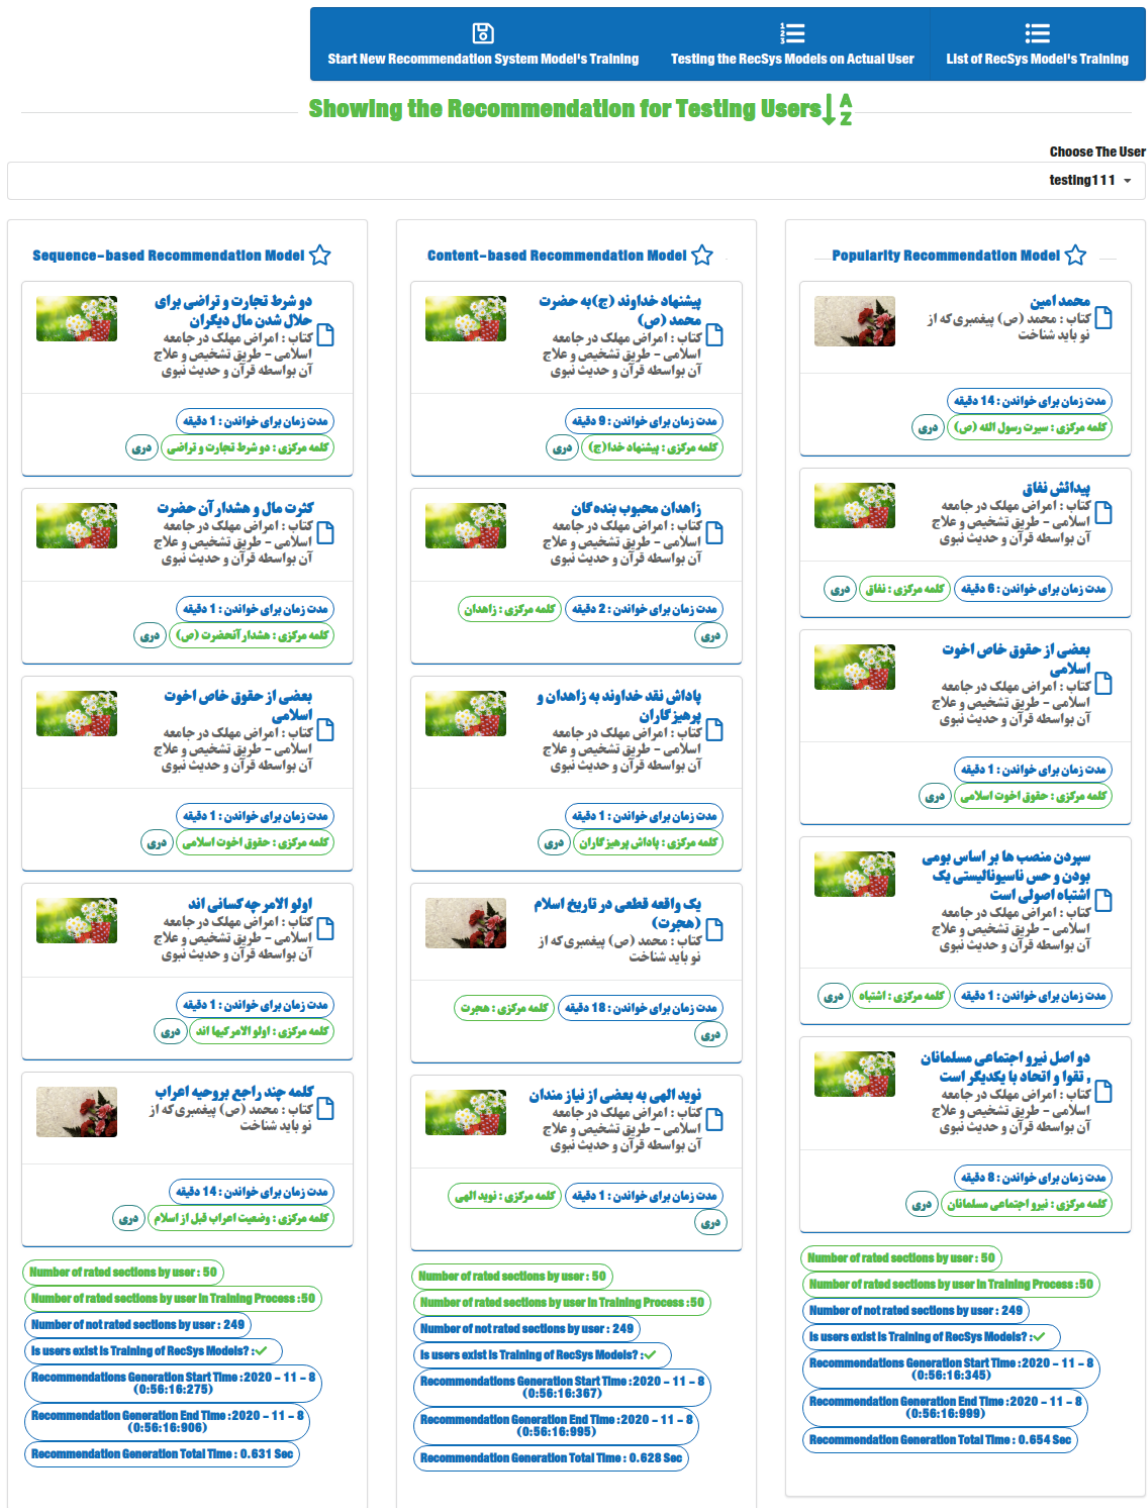 Start New Recommendation System Model's Training
Testing the RecSys Models on Actual User
List of RecSys Model's Training
Showing the Recommendation for Testing Users
Choose The User
testing111
Sequence-based Recommendation Model
دو شرط تجارت و تراضی برای
حلال شدن مال دیگران
کتاب : امراض مهلک در جامعه
اسلامی - طریق تشخیص و علاج
آن بواسطه قرآن و حدیث نبوی
مدت زمان برای خواندن : 1 دقیقه
کلمه مرکزی : دو شرط تجارت و تراضی
دری
کثرت مال و هشدار آن حضرت
کتاب : امراض مهلک در جامعه
اسلامی - طریق تشخیص و علاج
آن بواسطه قرآن و حدیث نبوی
مدت زمان برای خواندن : 1 دقیقه
کلمه مرکزی : هشدار آنحضرت (ص)
دری
بعضی از حقوق خاص اخوت
اسلامی
کتاب : امراض مهلک در جامعه
اسلامی - طریق تشخیص و علاج
آن بواسطه قرآن و حدیث نبوی
مدت زمان برای خواندن : 1 دقیقه
کلمه مرکزی : حقوق اخوت اسلامی
دری
اولو الامر چه کسانی اند
کتاب : امراض مهلک در جامعه
اسلامی - طریق تشخیص و علاج
آن بواسطه قرآن و حدیث نبوی
مدت زمان برای خواندن : 1 دقیقه
کلمه مرکزی : اولو الامر کیها اند
دری
کلمه چند راجع بروحیه اعراب
کتاب : محمد (ص) پیغمبری که از
نو باید شناخت
مدت زمان برای خواندن : 14 دقیقه
کلمه مرکزی : وضعیت اعراب قبل از اسلام
دری
Number of rated sections by user : 50
Number of rated sections by user in Training Process :50
Number of not rated sections by user : 249
Is users exist is Training of RecSys Models? :
Recommendations Generation Start Time :2020 - 11 - 8
(0:56:16:275)
Recommendation Generation End Time :2020 - 11 - 8
(0:56:16:906)
Recommendation Generation Total Time : 0.631 Sec
Content-based Recommendation Model
پیشنهاد خداوند (ج)به حضرت
محمد (ص)
کتاب : امراض مهلک در جامعه
اسلامی - طریق تشخیص و علاج
آن بواسطه قرآن و حدیث نبوی
مدت زمان برای خواندن : 9 دقیقه
کلمه مرکزی : پیشنهاد خدا(ج)
دری
زاهدان محبوب بنده گان
کتاب : امراض مهلک در جامعه
اسلامی - طریق تشخیص و علاج
آن بواسطه قرآن و حدیث نبوی
مدت زمان برای خواندن : 2 دقیقه
کلمه مرکزی : زاهدان
دری
پاداش نقد خداوند به زاهدان و
پرهیز گاران
کتاب : امراض مهلک در جامعه
اسلامی - طریق تشخیص و علاج
آن بواسطه قرآن و حدیث نبوی
مدت زمان برای خواندن : 1 دقیقه
کلمه مرکزی : پاداش پرهیز گاران
دری
یک واقعه قطعی در تاریخ اسلام
(هجرت)
کتاب : محمد (ص) پیغمبری که از
نو باید شناخت
مدت زمان برای خواندن : 18 دقیقه
کلمه مرکزی : هجرت
دری
نوید الهی به بعضی از نیاز مندان
کتاب : امراض مهلک در جامعه
اسلامی - طریق تشخیص و علاج
آن بواسطه قرآن و حدیث نبوی
مدت زمان برای خواندن : 1 دقیقه
کلمه مرکزی : نوید الهی
دری
Number of rated sections by user : 50
Number of rated sections by user in Training Process :50
Number of not rated sections by user : 249
Is users exist is Training of RecSys Models? :
Recommendations Generation Start Time :2020 - 11 - 8
(0:56:16:367)
Recommendation Generation End Time :2020 - 11 - 8
(0:56:16:995)
Recommendation Generation Total Time : 0.628 Sec
Popularity Recommendation Model
محمد امین
کتاب : محمد (ص) پیغمبری که از
نو باید شناخت
مدت زمان برای خواندن : 14 دقیقه
کلمه مرکزی : سیرت رسول الله (ص)
دری
پیدائش نفاق
کتاب : امراض مهلک در جامعه
اسلامی - طریق تشخیص و علاج
آن بواسطه قرآن و حدیث نبوی
مدت زمان برای خواندن : 6 دقیقه
کلمه مرکزی : نفاق
دری
بعضی از حقوق خاص اخوت
اسلامی
کتاب : امراض مهلک در جامعه
اسلامی - طریق تشخیص و علاج
آن بواسطه قرآن و حدیث نبوی
مدت زمان برای خواندن : 1 دقیقه
کلمه مرکزی : حقوق اخوت اسلامی
دری
سپردن منصب ها بر اساس بومی
بودن و حس ناسیونالیستی یک
اشتباه اصولی است
کتاب : امراض مهلک در جامعه
اسلامی - طریق تشخیص و علاج
آن بواسطه قرآن و حدیث نبوی
مدت زمان برای خواندن : 1 دقیقه
کلمه مرکزی : اشتباه
دری
دو اصل نیرو اجتماعی مسلمانان
, تقوا و اتحاد با یکدیگر است
کتاب : امراض مهلک در جامعه
اسلامی - طریق تشخیص و علاج
آن بواسطه قرآن و حدیث نبوی
مدت زمان برای خواندن : 8 دقیقه
کلمه مرکزی : نیرو اجتماعی مسلمانان
دری
Number of rated sections by user : 50
Number of rated sections by user in Training Process :50
Number of not rated sections by user : 249
Is users exist is Training of RecSys Models? :
Recommendations Generation Start Time :2020 - 11 - 8
(0:56:16:345)
Recommendation Generation End Time :2020 - 11 - 8
(0:56:16:999)
Recommendation Generation Total Time : 0.654 Sec